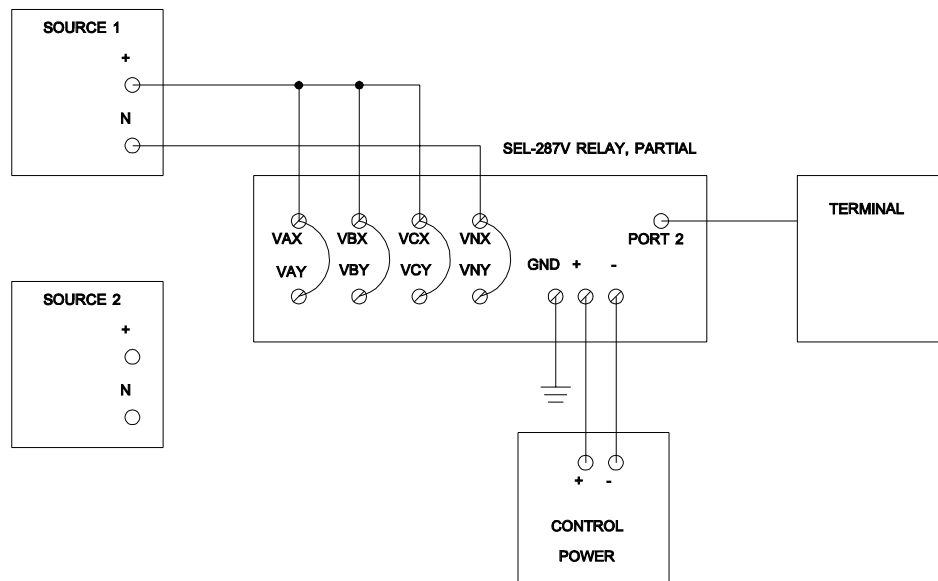 SOURCE 1
+
N
SEL-287V RELAY, PARTIAL
VAX VBX VCX VNX PORT 2
VAY VBY VCY VNY GND + -
TERMINAL
SOURCE 2
+
N
+ -
CONTROL
POWER